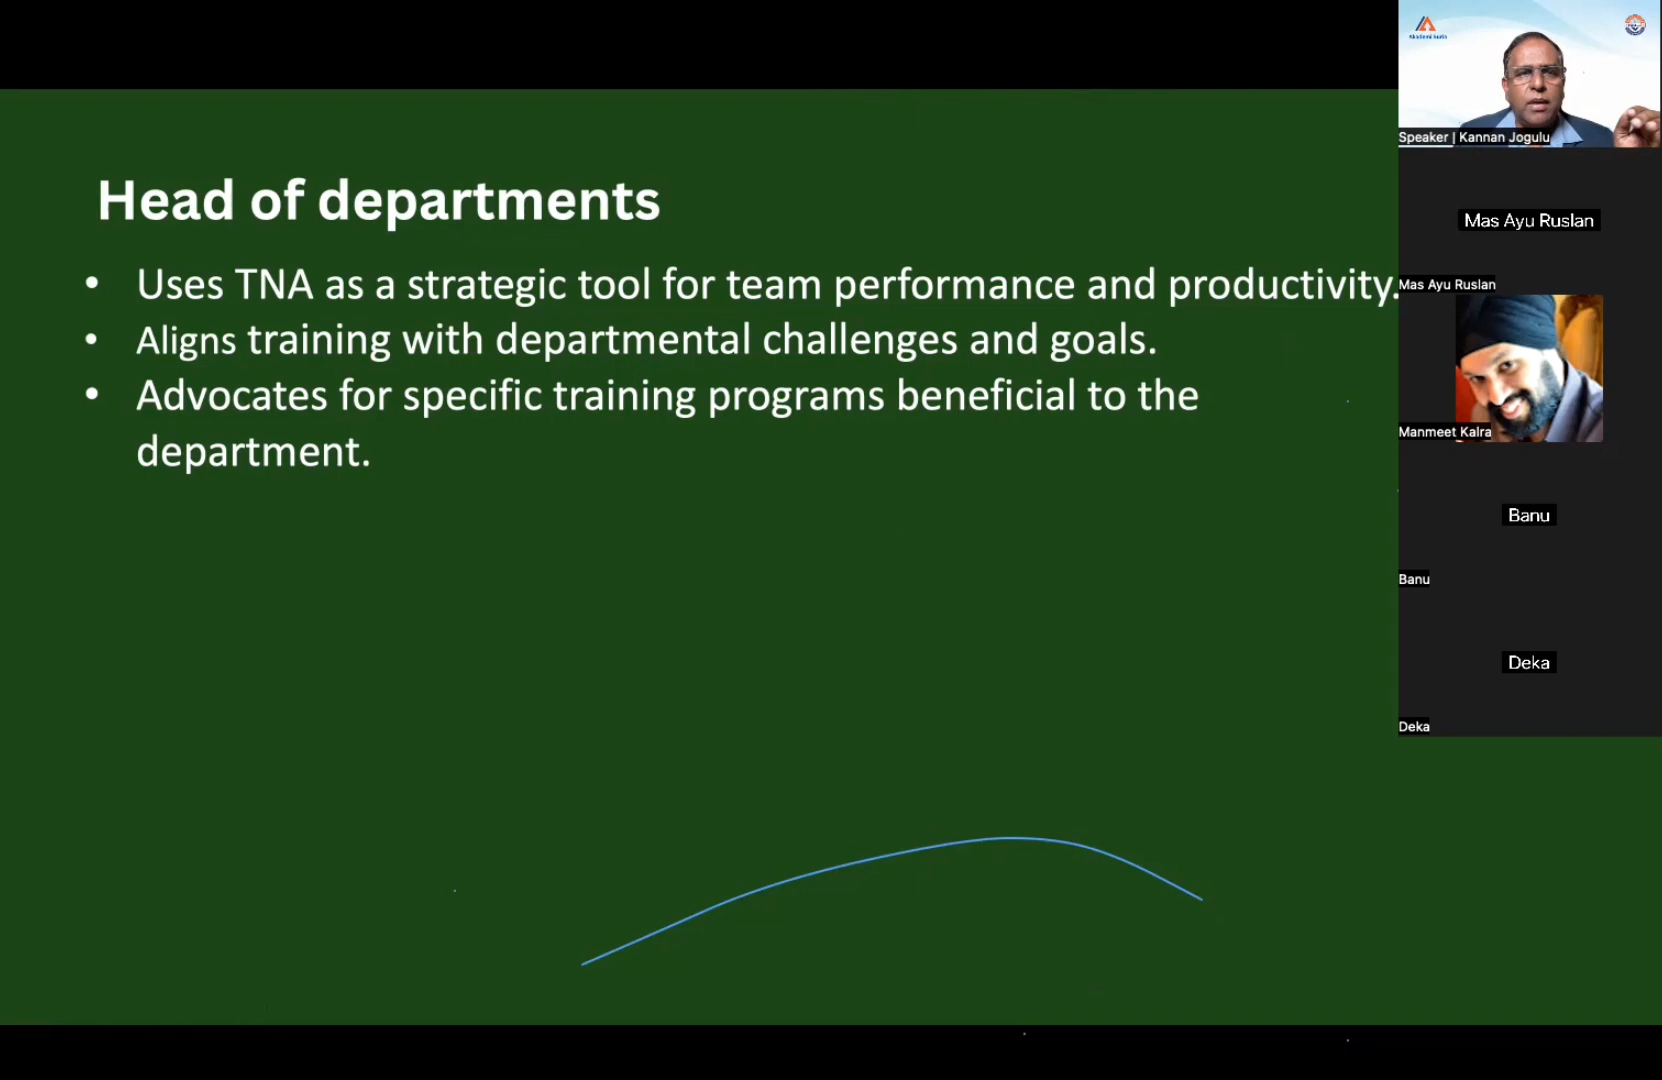 Head of departments
• Uses TNA as a strategic tool for team performance and productivity.
• Aligns training with departmental challenges and goals.
• Advocates for specific training programs beneficial to the
department.
Speaker | Kannan Jogulu
Mas Ayu Ruslan
Mas Ayu Ruslan
Manmeet Kalra
Banu
Banu
Deka
Deka